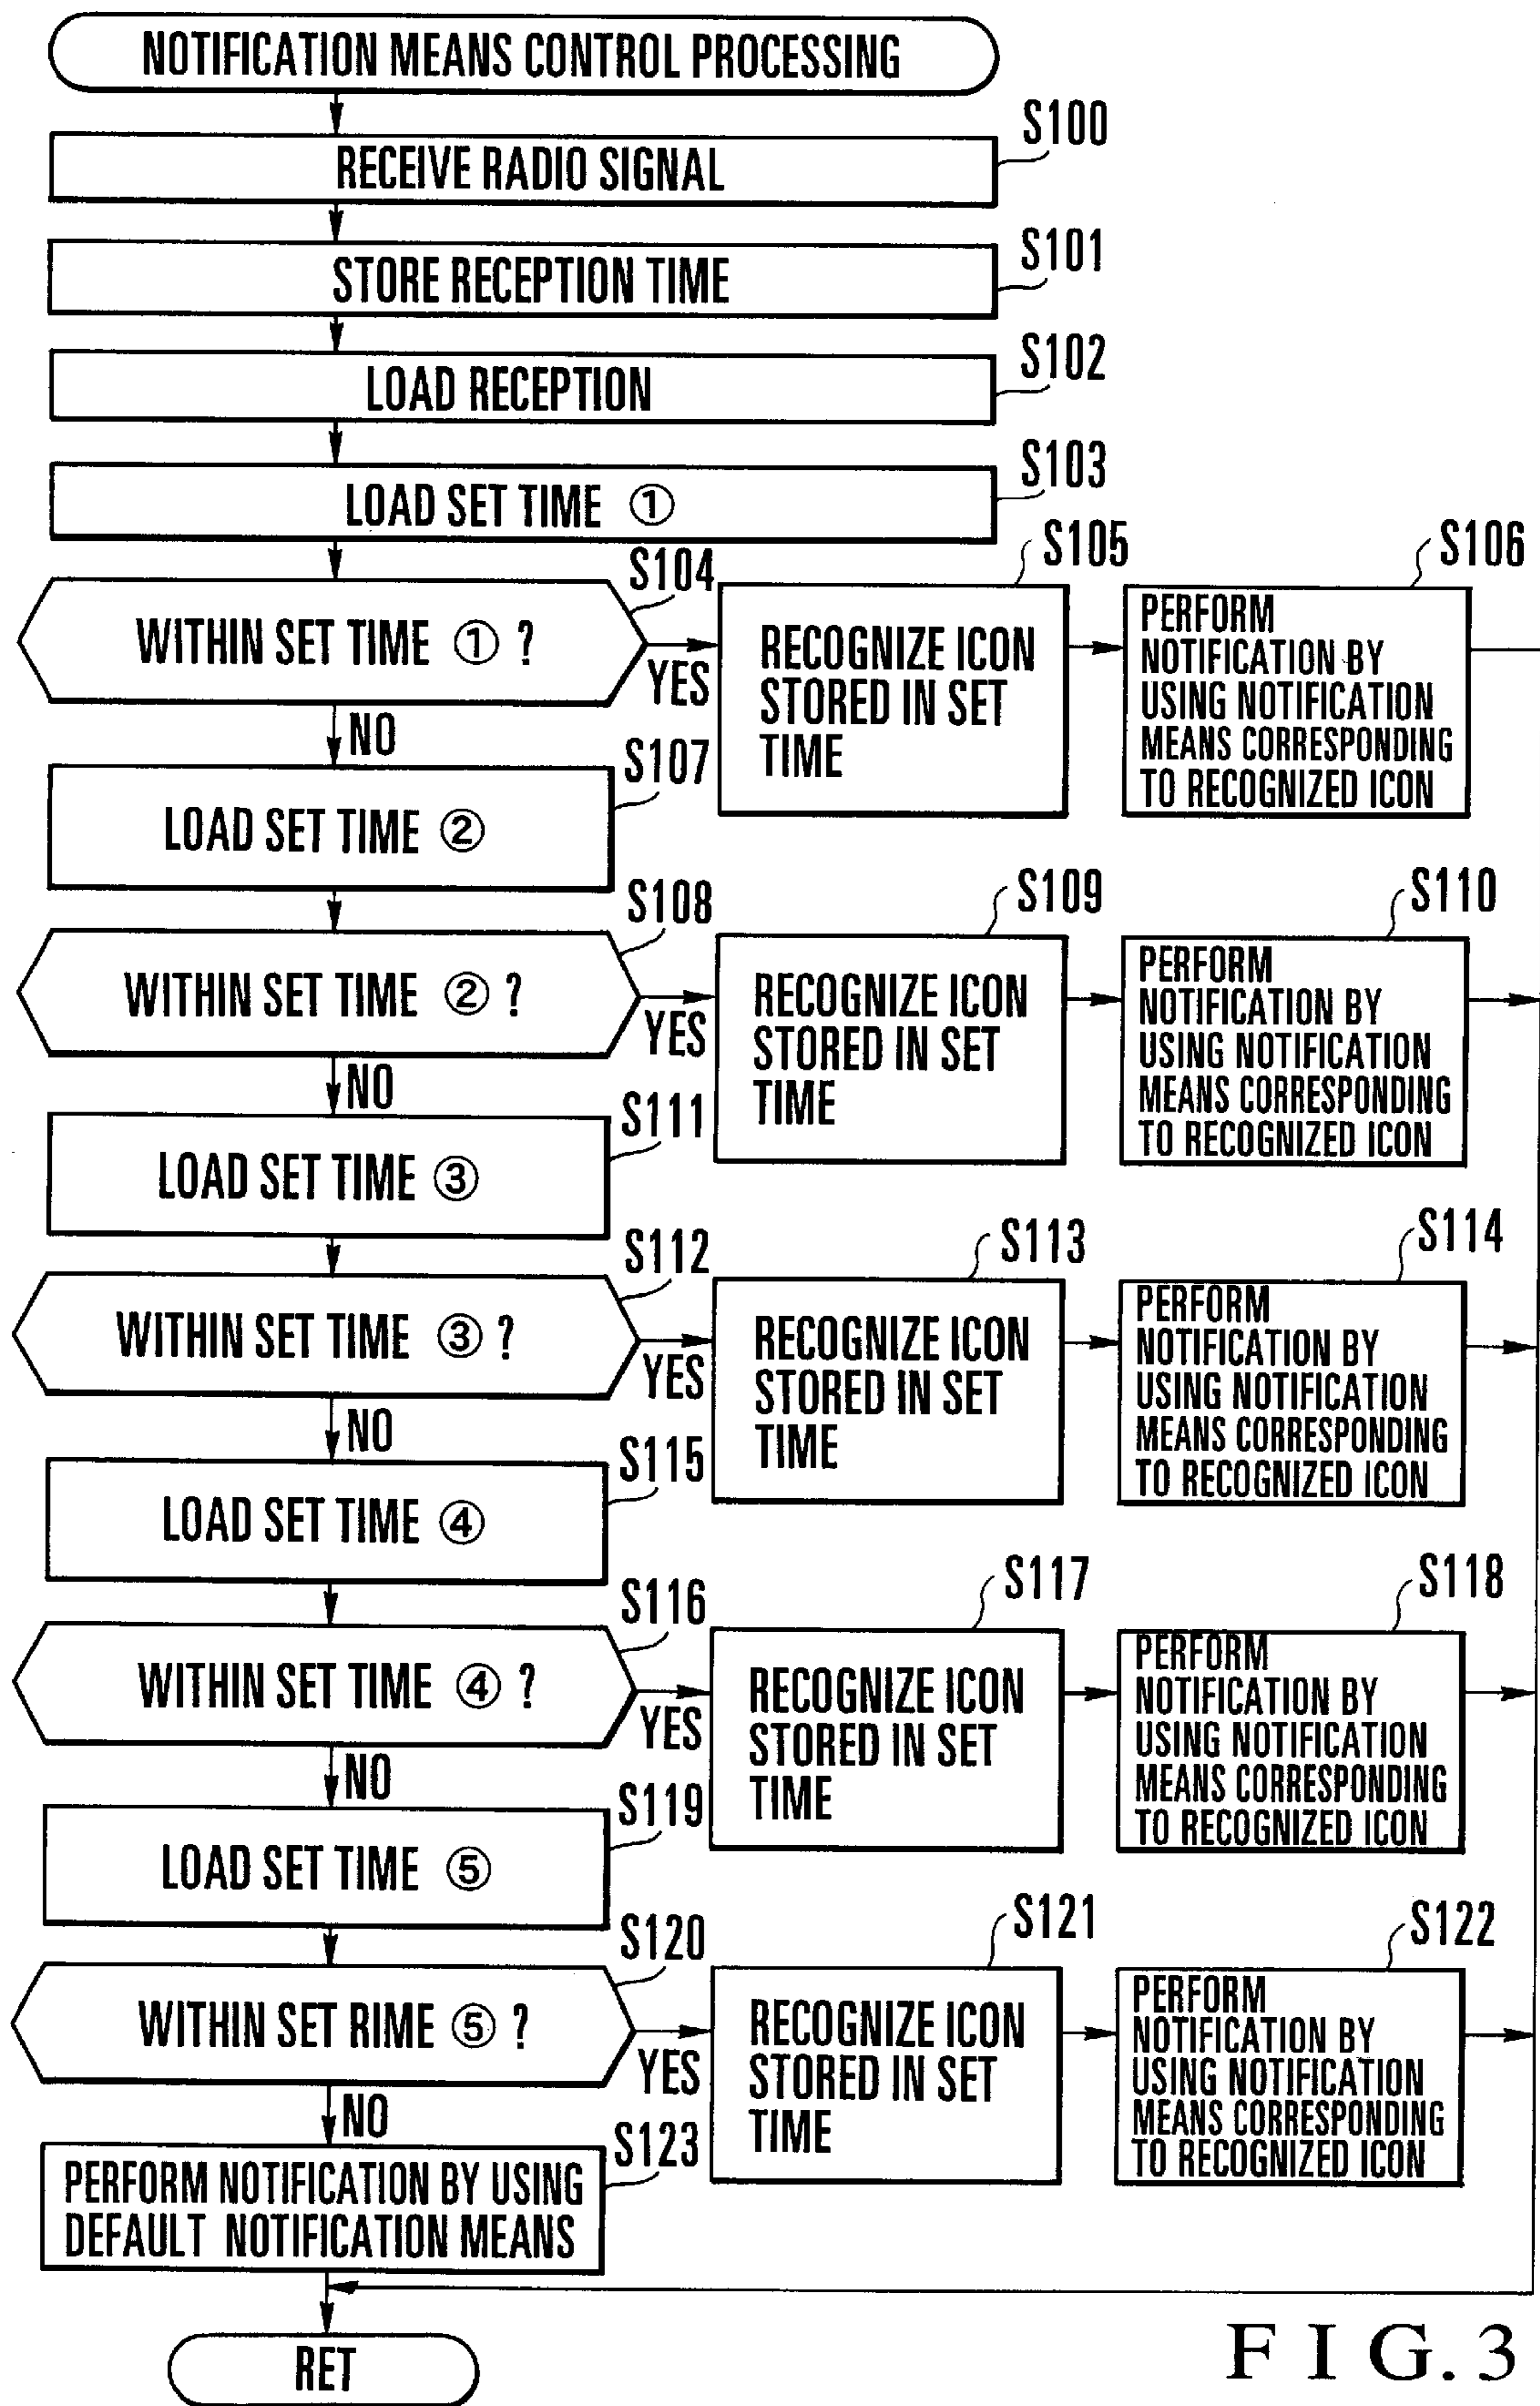 NOTIFICATION MEANS CONTROL PROCESSING
S100
RECEIVE RADIO SIGNAL
S101
STORE RECEPTION TIME
S102
LOAD RECEPTION
S103
LOAD SET TIME ①
S104
WITHIN SET TIME ① ?
YES
NO
S105
RECOGNIZE ICON
STORED IN SET
TIME
S106
PERFORM
NOTIFICATION BY
USING NOTIFICATION
MEANS CORRESPONDING
TO RECOGNIZED ICON
S107
LOAD SET TIME ②
S108
WITHIN SET TIME ② ?
YES
NO
S109
RECOGNIZE ICON
STORED IN SET
TIME
S110
PERFORM
NOTIFICATION BY
USING NOTIFICATION
MEANS CORRESPONDING
TO RECOGNIZED ICON
S111
LOAD SET TIME ③
S112
WITHIN SET TIME ③ ?
YES
NO
S113
RECOGNIZE ICON
STORED IN SET
TIME
S114
PERFORM
NOTIFICATION BY
USING NOTIFICATION
MEANS CORRESPONDING
TO RECOGNIZED ICON
S115
LOAD SET TIME ④
S116
WITHIN SET TIME ④ ?
YES
NO
S117
RECOGNIZE ICON
STORED IN SET
TIME
S118
PERFORM
NOTIFICATION BY
USING NOTIFICATION
MEANS CORRESPONDING
TO RECOGNIZED ICON
S119
LOAD SET TIME ⑤
S120
WITHIN SET RIME ⑤ ?
YES
NO
S121
RECOGNIZE ICON
STORED IN SET
TIME
S122
PERFORM
NOTIFICATION BY
USING NOTIFICATION
MEANS CORRESPONDING
TO RECOGNIZED ICON
S123
PERFORM NOTIFICATION BY USING
DEFAULT NOTIFICATION MEANS
RET
FIG.3